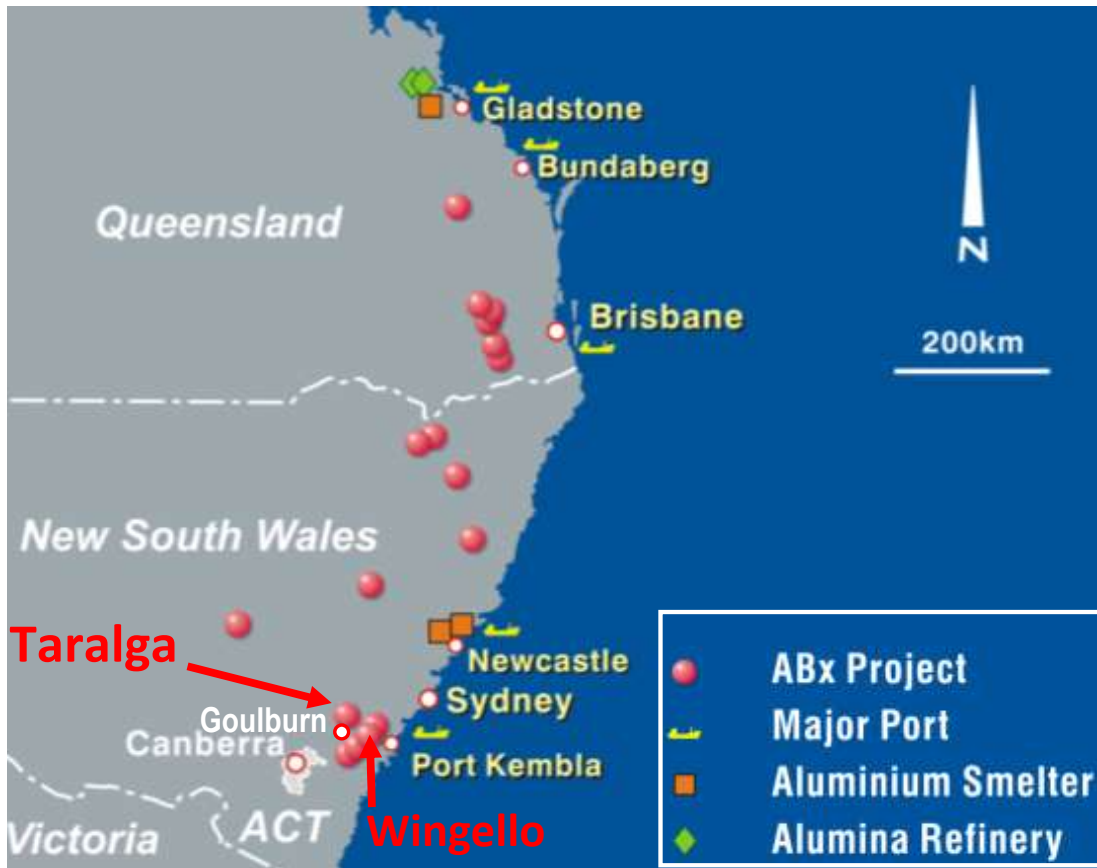 Gladstone
Bundaberg
Queensland
N
Brisbane
200km
New South Wales
Taralga
Newcastle
Sydney
Goulburn
Canberra
Port Kembla
ACT
Wingello
Victoria
ABx Project
Major Port
Aluminium Smelter
Alumina Refinery